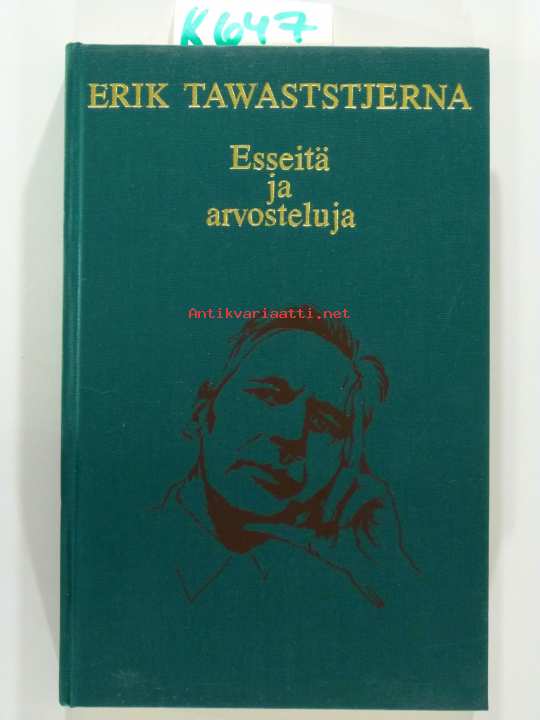 K647
ERIK TAWASTSTJERNA
Esseitä
ja
arvosteluja
Antikvariaatti.net